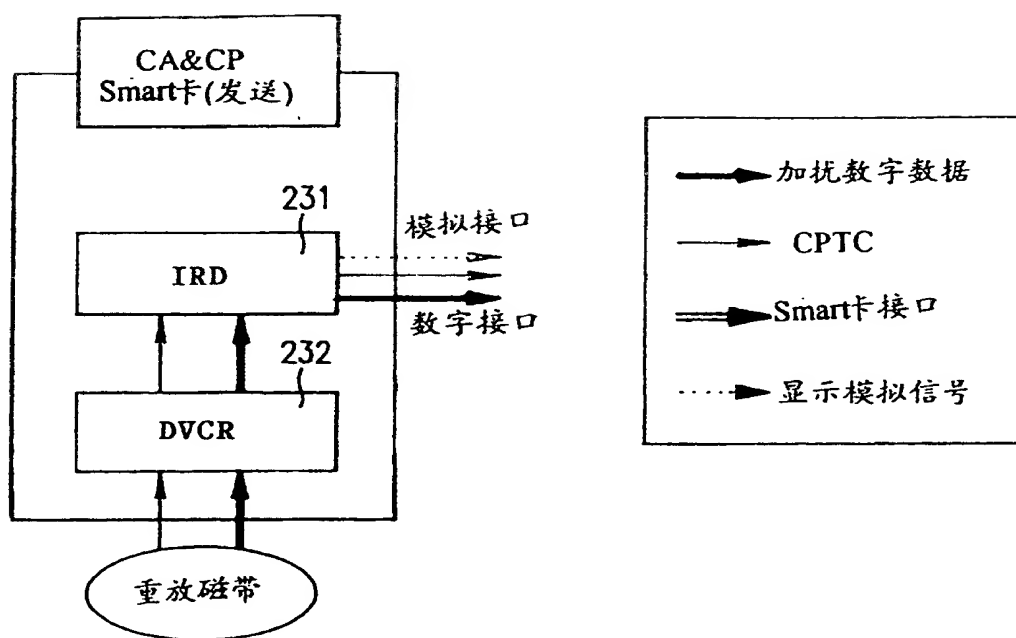 CA&CP
Smart卡(发送)
231
模拟接口
IRD
数字接口
232
DVCR
重放磁带
加扰数字数据
CPTC
Smart卡接口
显示模拟信号